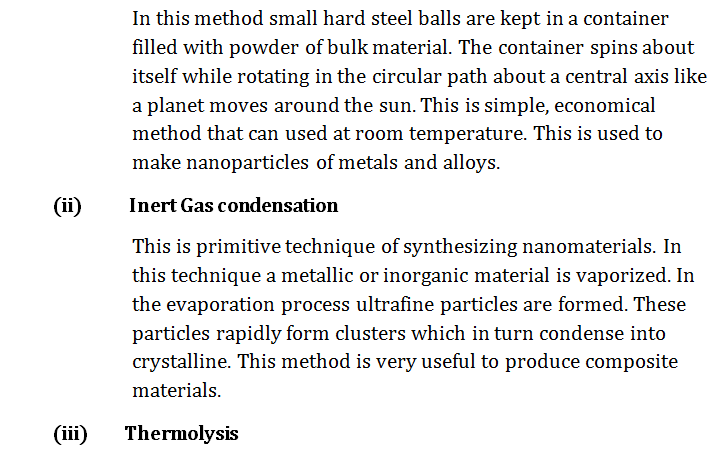 In this method small hard steel balls are kept in a container
filled with powder of bulk material. The container spins about
itself while rotating in the circular path about a central axis like
a planet moves around the sun. This is simple, economical
method that can used at room temperature. This is used to
make nanoparticles of metals and alloys.
(ii) Inert Gas condensation
This is primitive technique of synthesizing nanomaterials. In
this technique a metallic or inorganic material is vaporized. In
the evaporation process ultrafine particles are formed. These
particles rapidly form clusters which in turn condense into
crystalline. This method is very useful to produce composite
materials.
(iii) Thermolysis